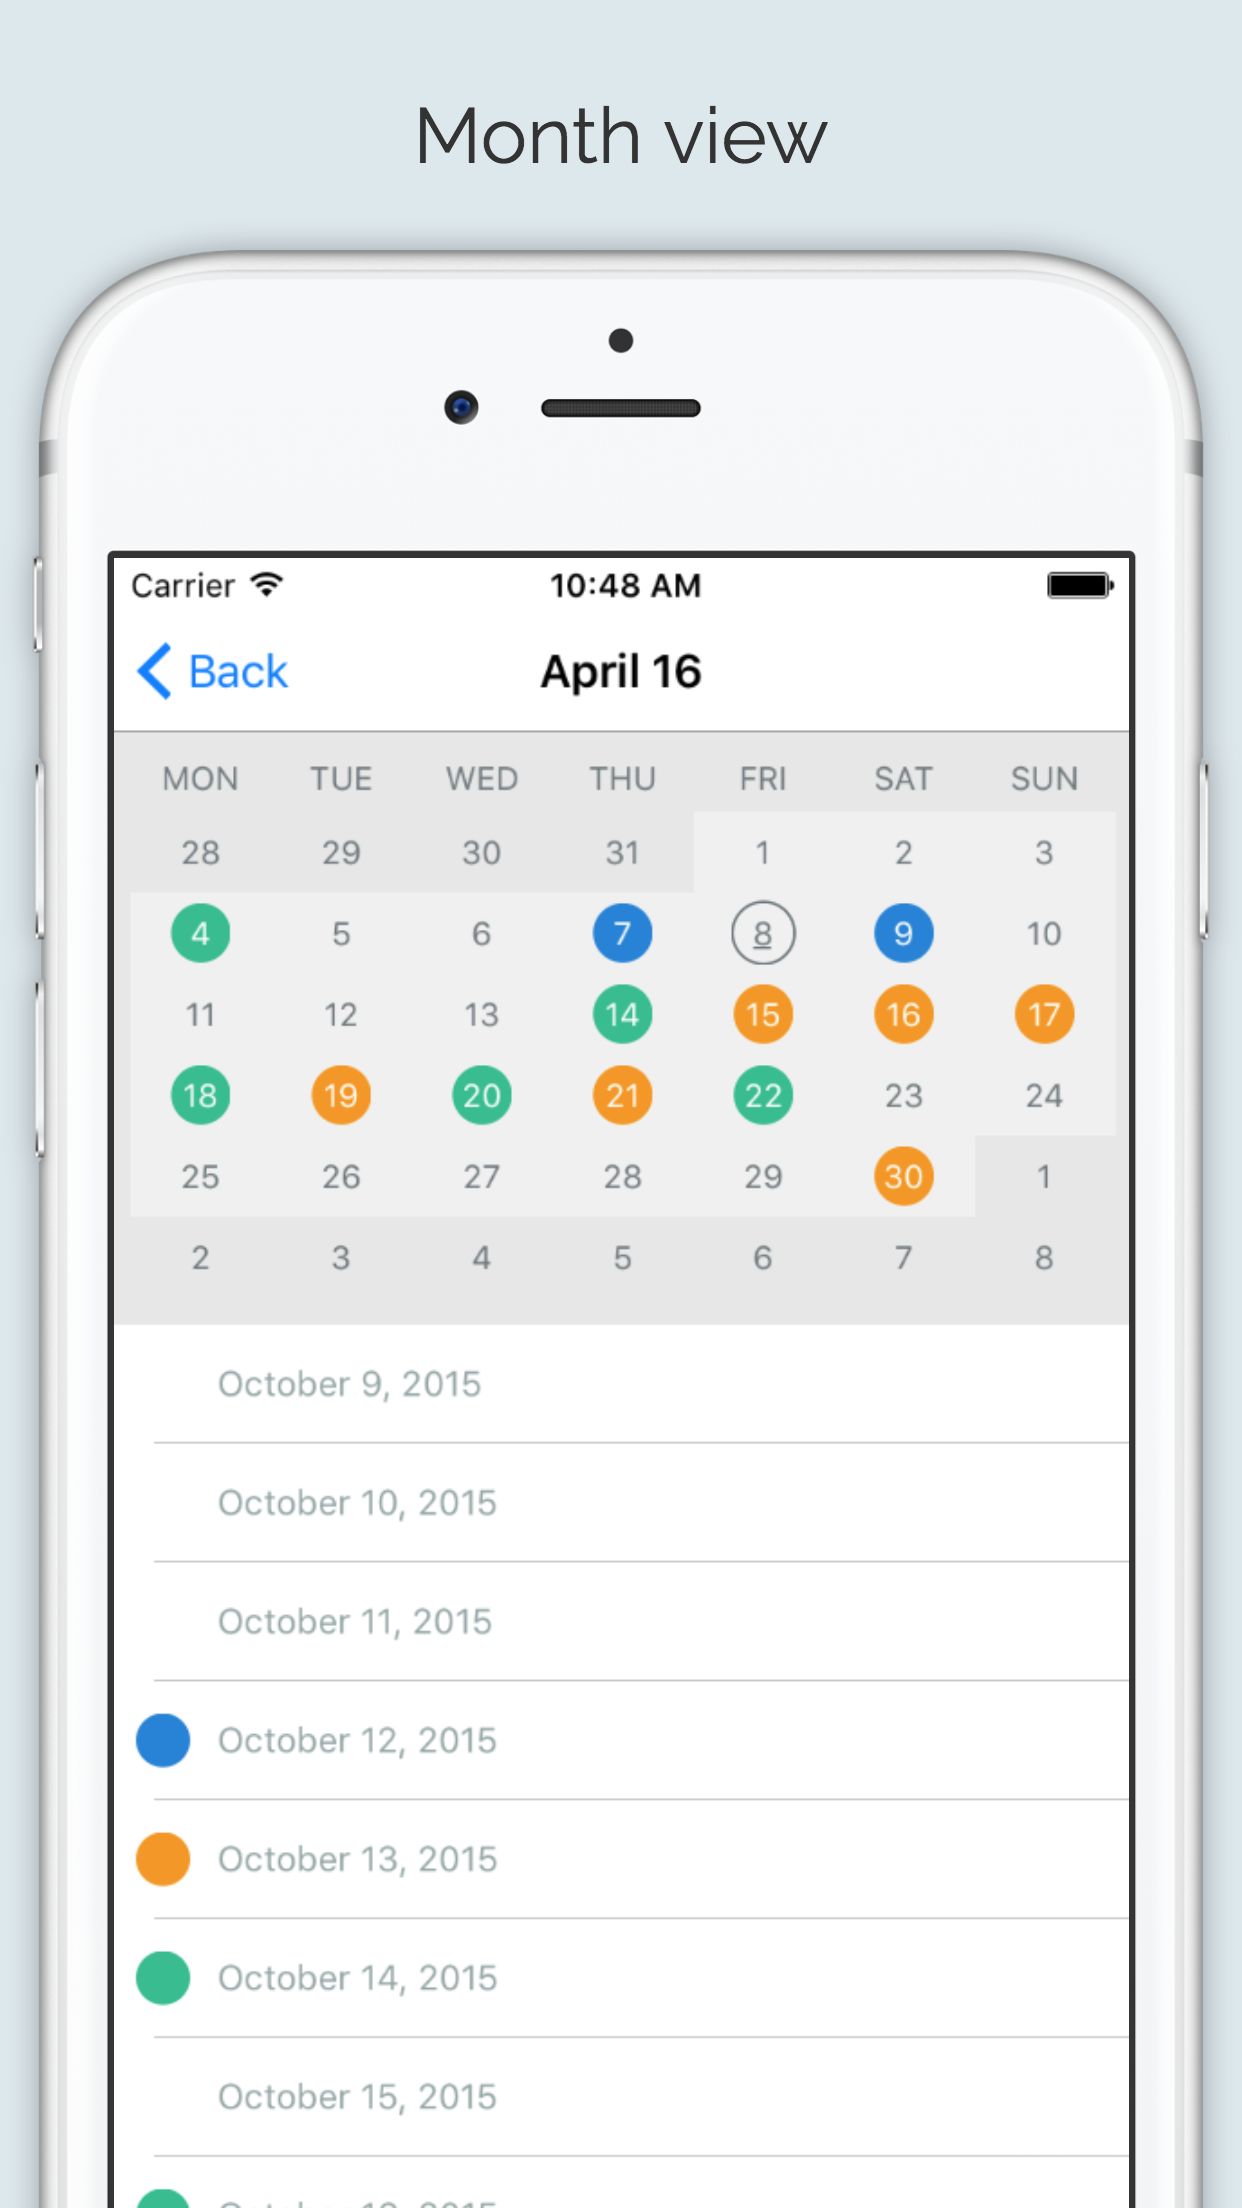 Month view
Carrier 10:48 AM
Back April 16
MON TUE WED THU FRI SAT SUN
28 29 30 31 1 2 3
4 5 6 7 8 9 10
11 12 13 14 15 16 17
18 19 20 21 22 23 24
25 26 27 28 29 30 1
2 3 4 5 6 7 8
October 9, 2015
October 10, 2015
October 11, 2015
October 12, 2015
October 13, 2015
October 14, 2015
October 15, 2015